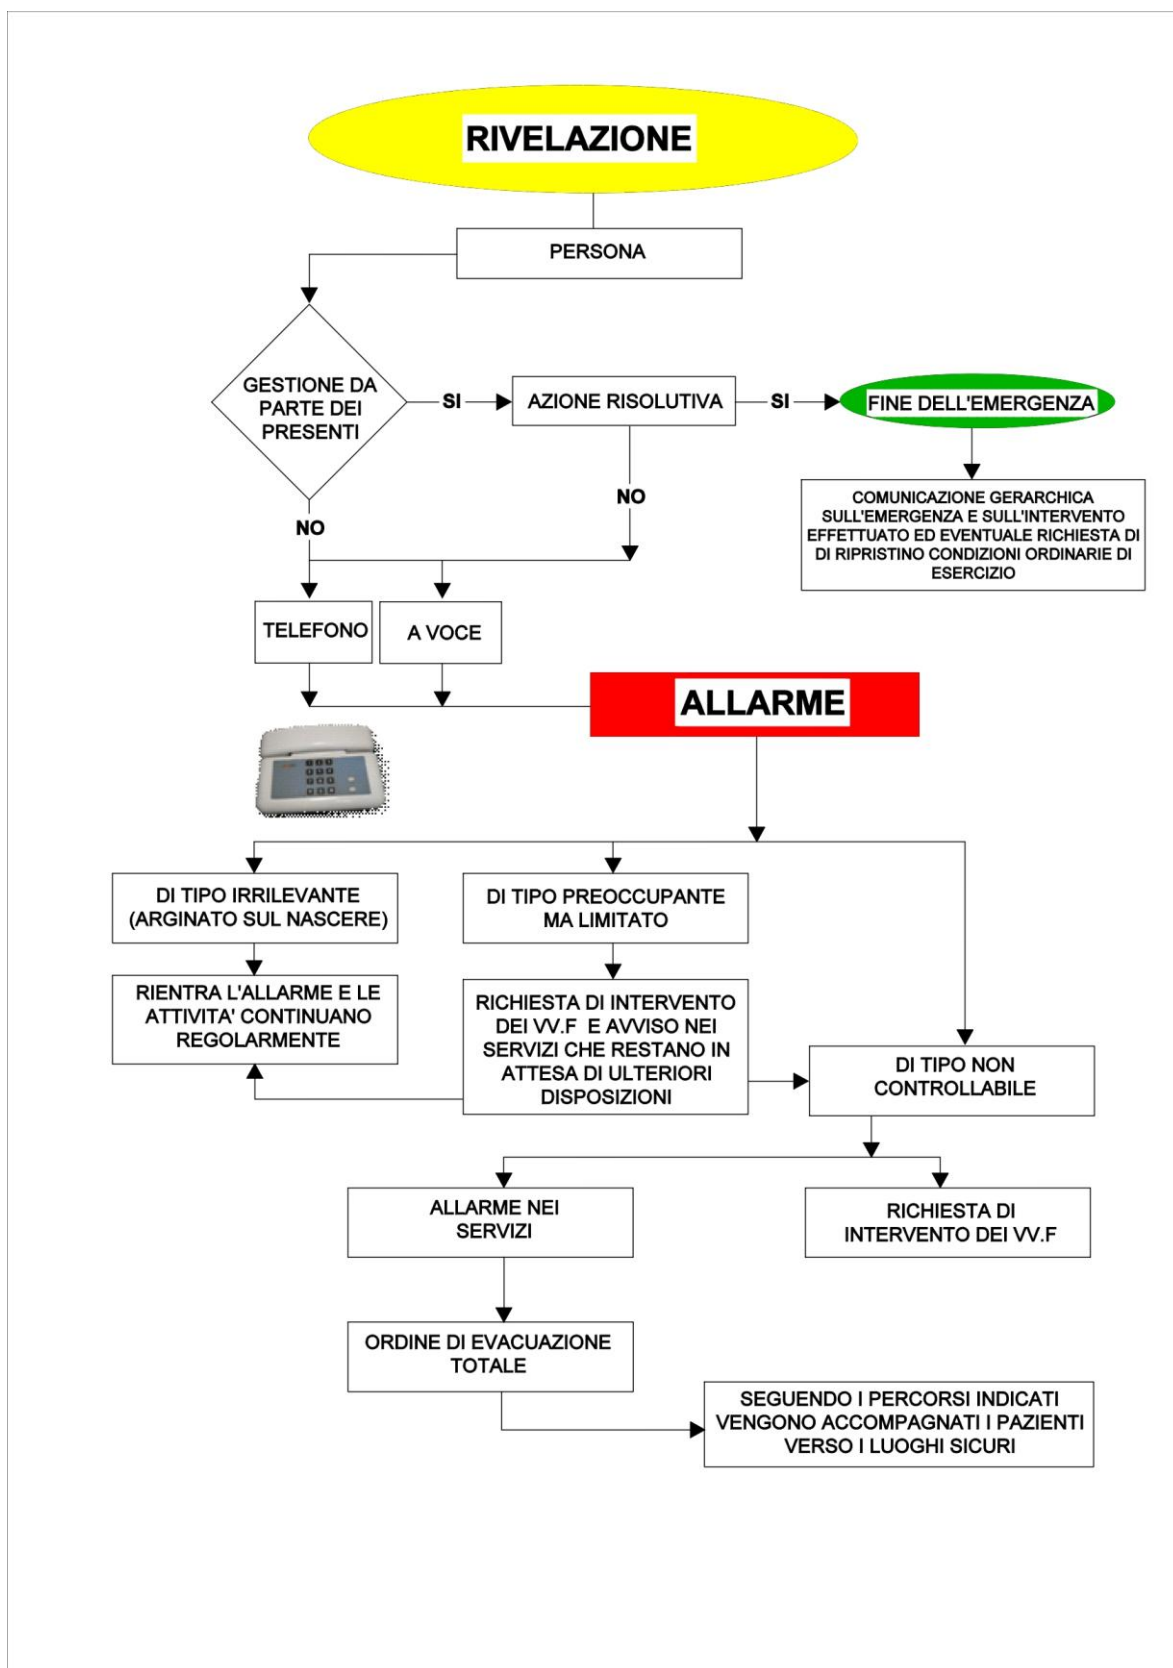 RIVELAZIONE
PERSONA
GESTIONE DA
PARTE DEI
PRESENTI
SI
AZIONE RISOLUTIVA
SI
FINE DELL'EMERGENZA
NO
NO
COMUNICAZIONE GERARCHICA
SULL'EMERGENZA E SULL'INTERVENTO
EFFETTUATO ED EVENTUALE RICHIESTA DI
DI RIPRISTINO CONDIZIONI ORDINARIE DI
ESERCIZIO
TELEFONO
A VOCE
ALLARME
DI TIPO IRRILEVANTE
(ARGINATO SUL NASCERE)
DI TIPO PREOCCUPANTE
MA LIMITATO
RIENTRA L'ALLARME E LE
ATTIVITA' CONTINUANO
REGOLARMENTE
RICHIESTA DI INTERVENTO
DEI VV.F E AVVISO NEI
SERVIZI CHE RESTANO IN
ATTESA DI ULTERIORI
DISPOSIZIONI
DI TIPO NON
CONTROLLABILE
ALLARME NEI
SERVIZI
RICHIESTA DI
INTERVENTO DEI VV.F
ORDINE DI EVACUAZIONE
TOTALE
SEGUENDO I PERCORSI INDICATI
VENGONO ACCOMPAGNATI I PAZIENTI
VERSO I LUOGHI SICURI